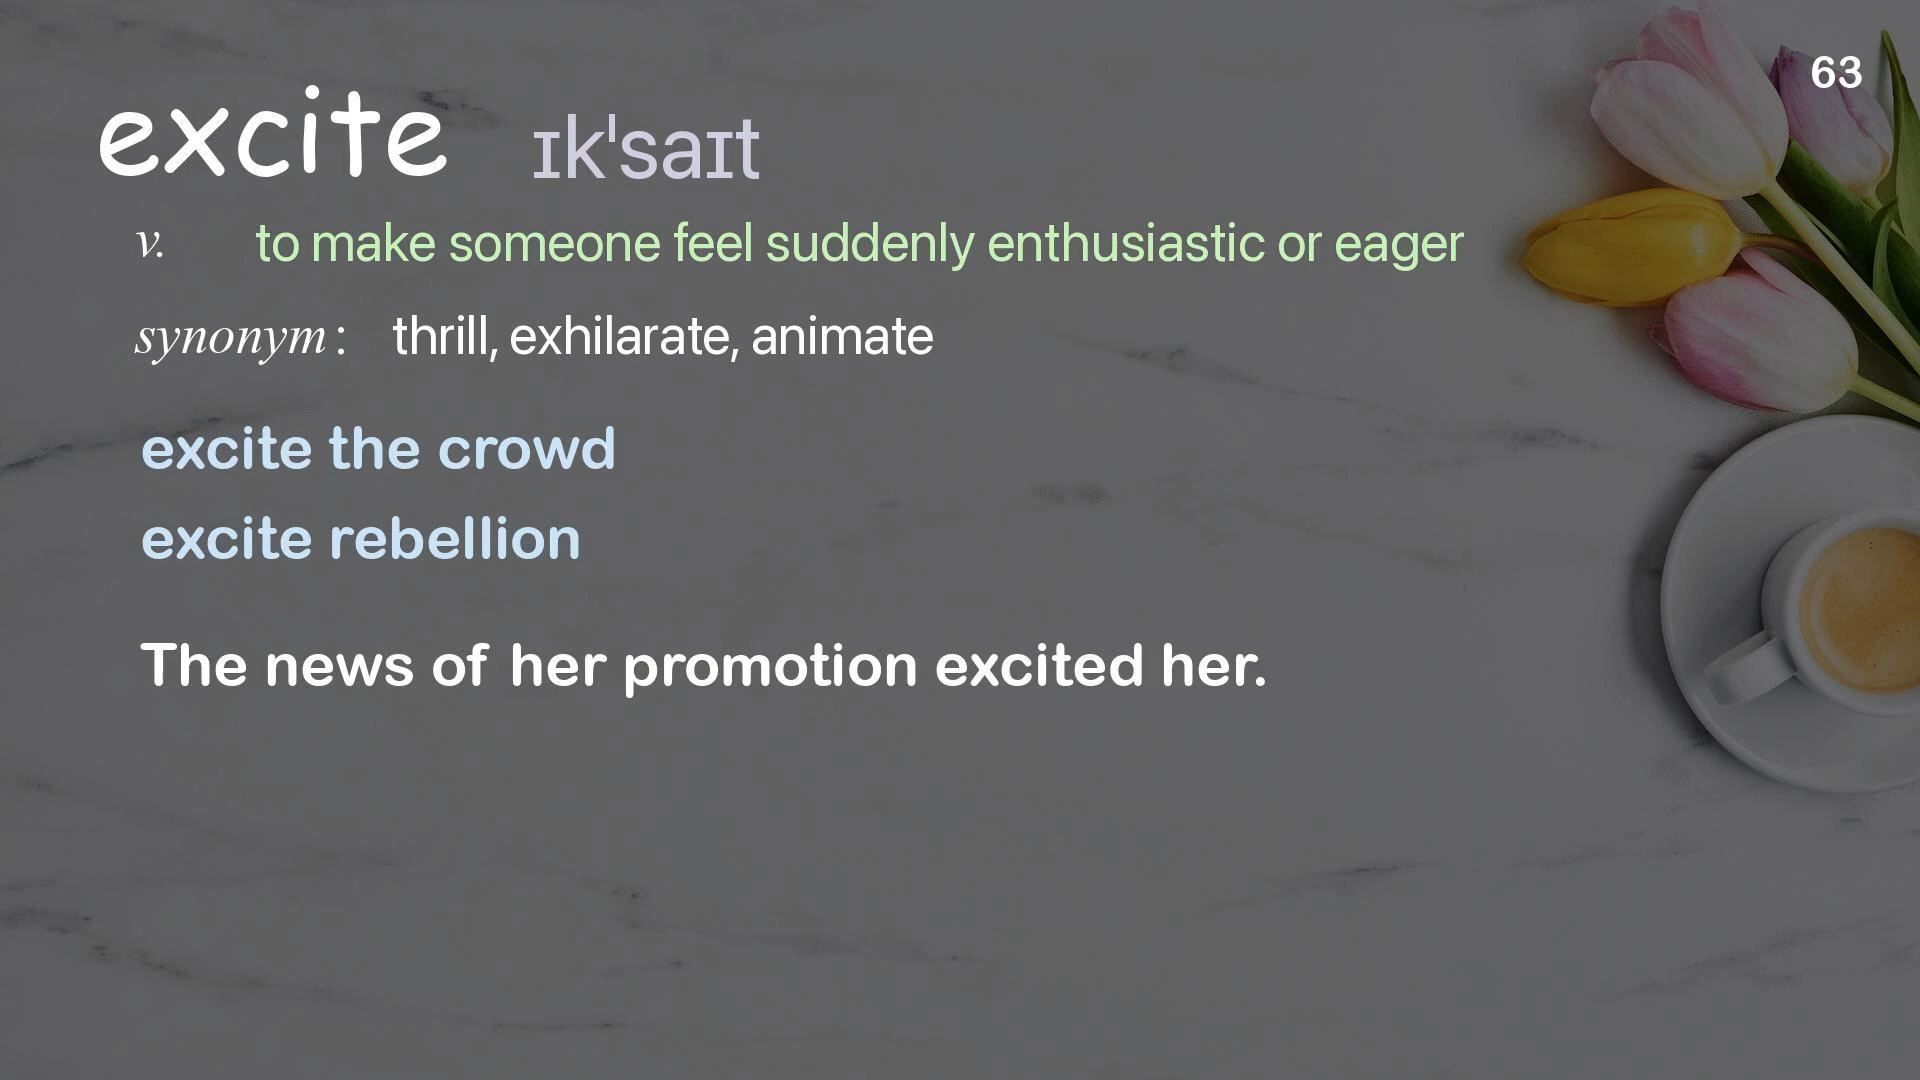 63
excite ɪkˈsaɪt
v. to make someone feel suddenly enthusiastic or eager
synonym: thrill, exhilarate, animate
excite the crowd
excite rebellion
The news of her promotion excited her.